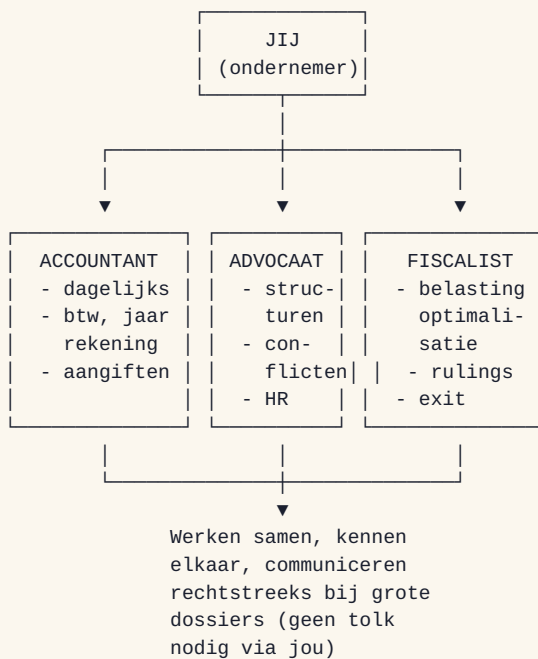 JIJ
(ondernemer)
ACCOUNTANT
- dagelijks
- btw, jaar
rekening
- aangiften
ADVOCAAT
- struc-
turen
- con-
flicten
- HR
FISCALIST
- belasting
optimali-
satie
- rulings
- exit
Werken samen, kennen
elkaar, communiceren
rechtstreeks bij grote
dossiers (geen tolk
nodig via jou)